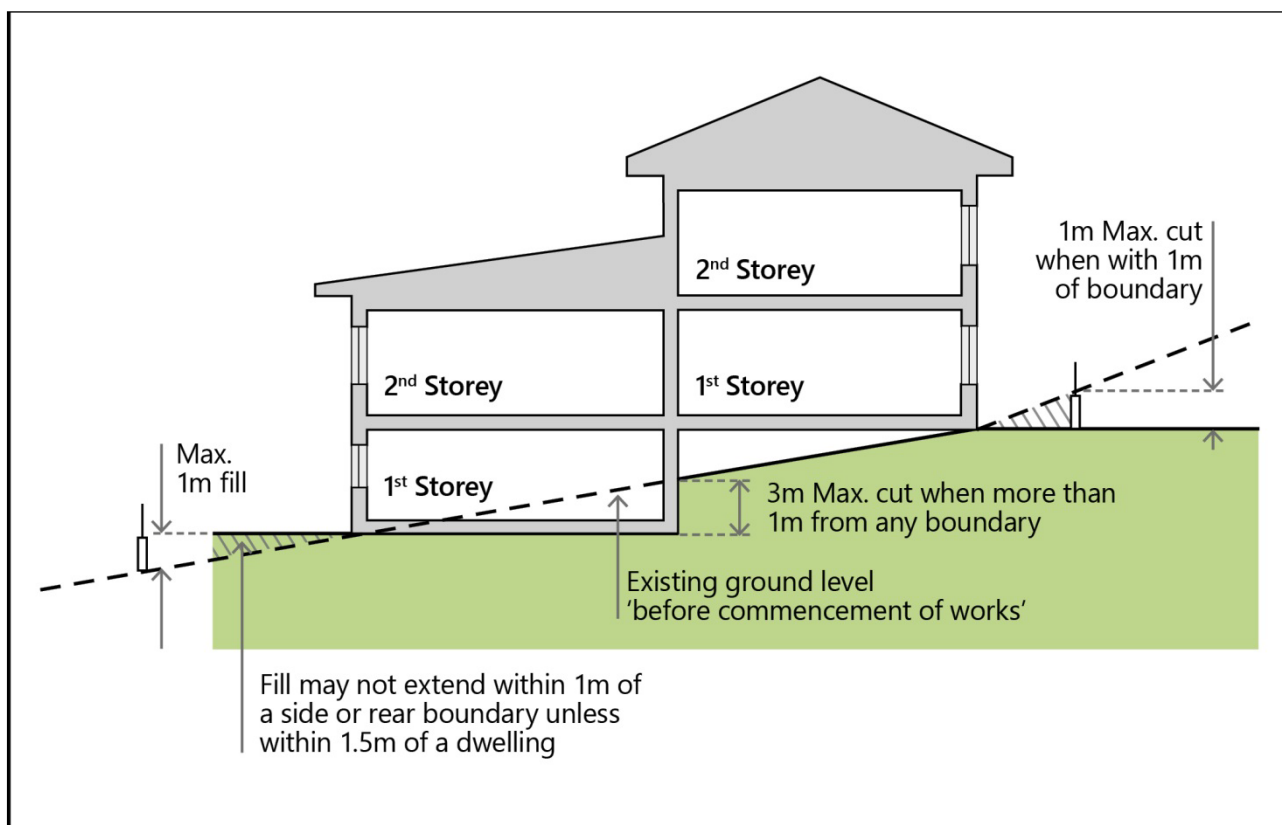 2nd Storey
1m Max. cut
when with 1m
of boundary
2nd Storey
1st Storey
Max.
1m fill
1st Storey
3m Max. cut when more than
1m from any boundary
Existing ground level
‘before commencement of works’
Fill may not extend within 1m of
a side or rear boundary unless
within 1.5m of a dwelling